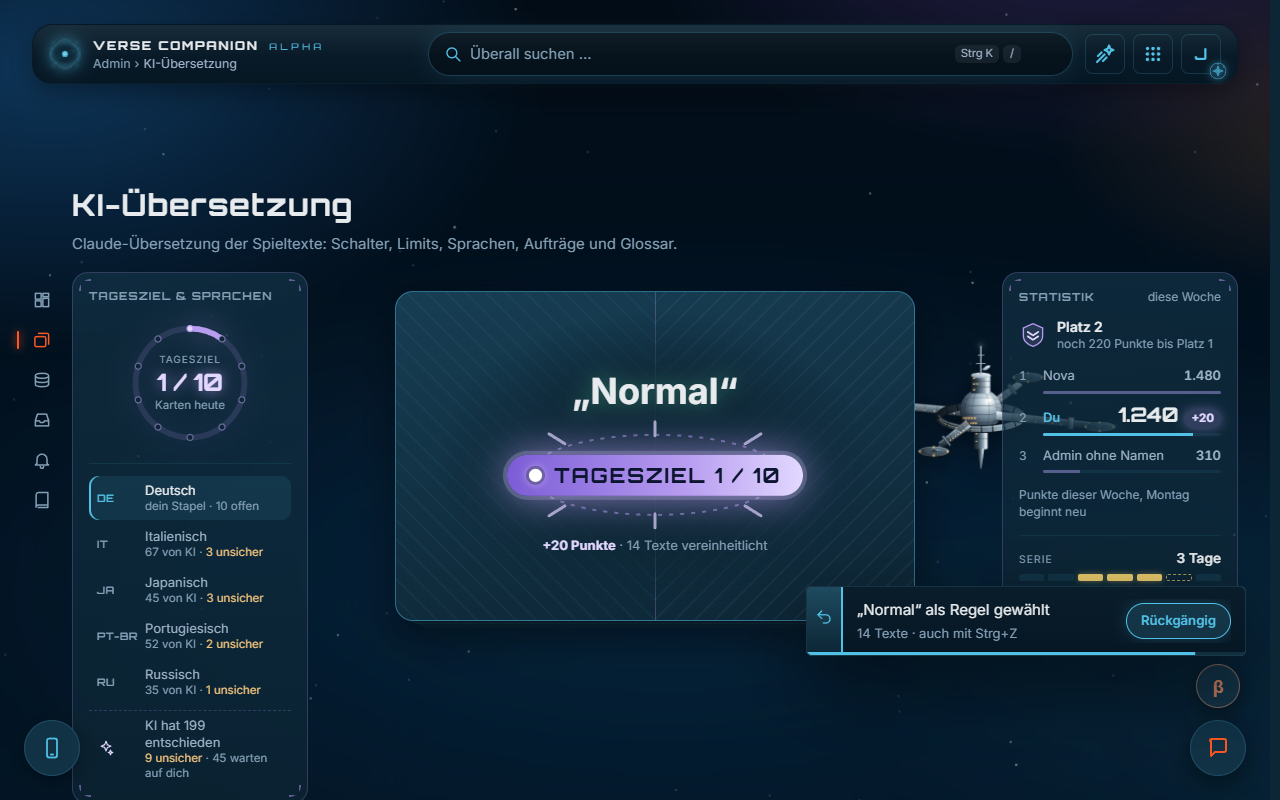 VERSE COMPANION ALPHA
Admin › KI-Übersetzung
Überall suchen ...
Strg K /
KI-Übersetzung
Claude-Übersetzung der Spieltexte: Schalter, Limits, Sprachen, Aufträge und Glossar.
TAGESZIEL & SPRACHEN
TAGESZIEL
1 / 10
Karten heute
DE Deutsch
dein Stapel · 10 offen
IT Italienisch
67 von KI · 3 unsicher
JA Japanisch
45 von KI · 3 unsicher
PT-BR Portugiesisch
52 von KI · 2 unsicher
RU Russisch
35 von KI · 1 unsicher
KI hat 199
entschieden
9 unsicher · 45 warten
auf dich
„Normal“
TAGESZIEL 1 / 10
+20 Punkte · 14 Texte vereinheitlicht
STATISTIK diese Woche
Platz 2
noch 220 Punkte bis Platz 1
1 Nova 1.480
2 Du 1.240 +20
3 Admin ohne Namen 310
Punkte dieser Woche, Montag
beginnt neu
SERIE 3 Tage
„Normal“ als Regel gewählt
14 Texte · auch mit Strg+Z
Rückgängig
β